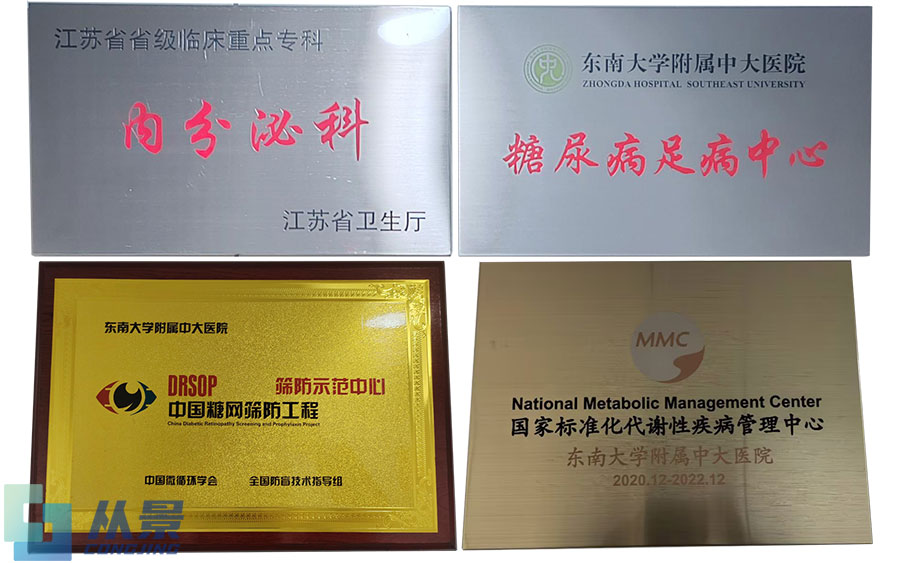 江苏省省级临床重点专科
内分泌科
江苏省卫生厅
东南大学附属中大医院
ZHONGDA HOSPITAL SOUTHEAST UNIVERSITY
糖尿病足病中心
东南大学附属中大医院
DRSOP 筛防示范中心
中国糖网筛防工程
China Diabetic Retinopathy Screening and Prophylaxis Project
中国微循环学会 全国防盲技术指导组
MMC
National Metabolic Management Center
国家标准化代谢性疾病管理中心
东南大学附属中大医院
2020.12-2022.12
从景
CONGJING